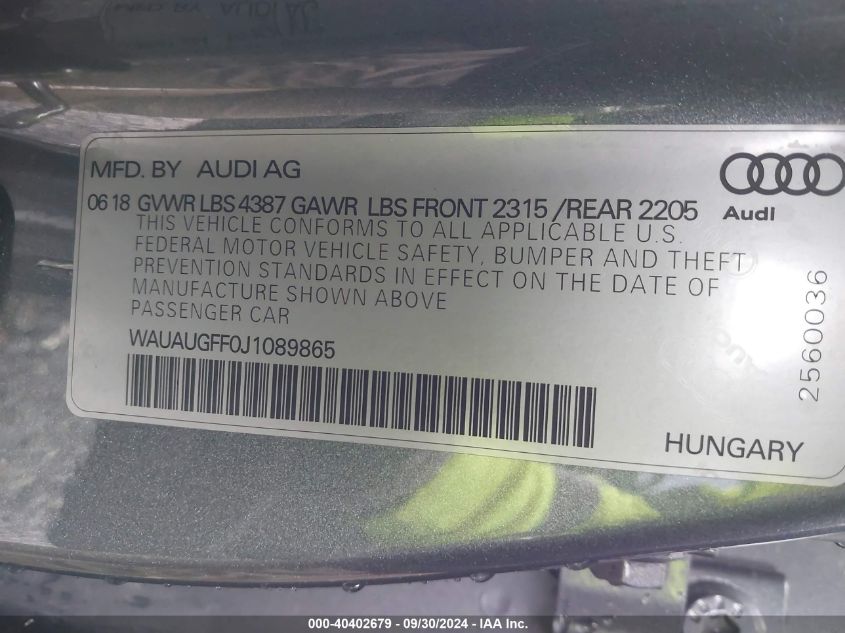 MFD. BY AUDI AG
Audi
06 18 GVWR LBS 4387 GAWR LBS FRONT 2315 /REAR 2205
THIS VEHICLE CONFORMS TO ALL APPLICABLE U.S.
FEDERAL MOTOR VEHICLE SAFETY, BUMPER AND THEFT
PREVENTION STANDARDS IN EFFECT ON THE DATE OF
MANUFACTURE SHOWN ABOVE
PASSENGER CAR
WAUAUGFF0J1089865
2560036
HUNGARY
000-40402679 - 09/30/2024 - IAA Inc.